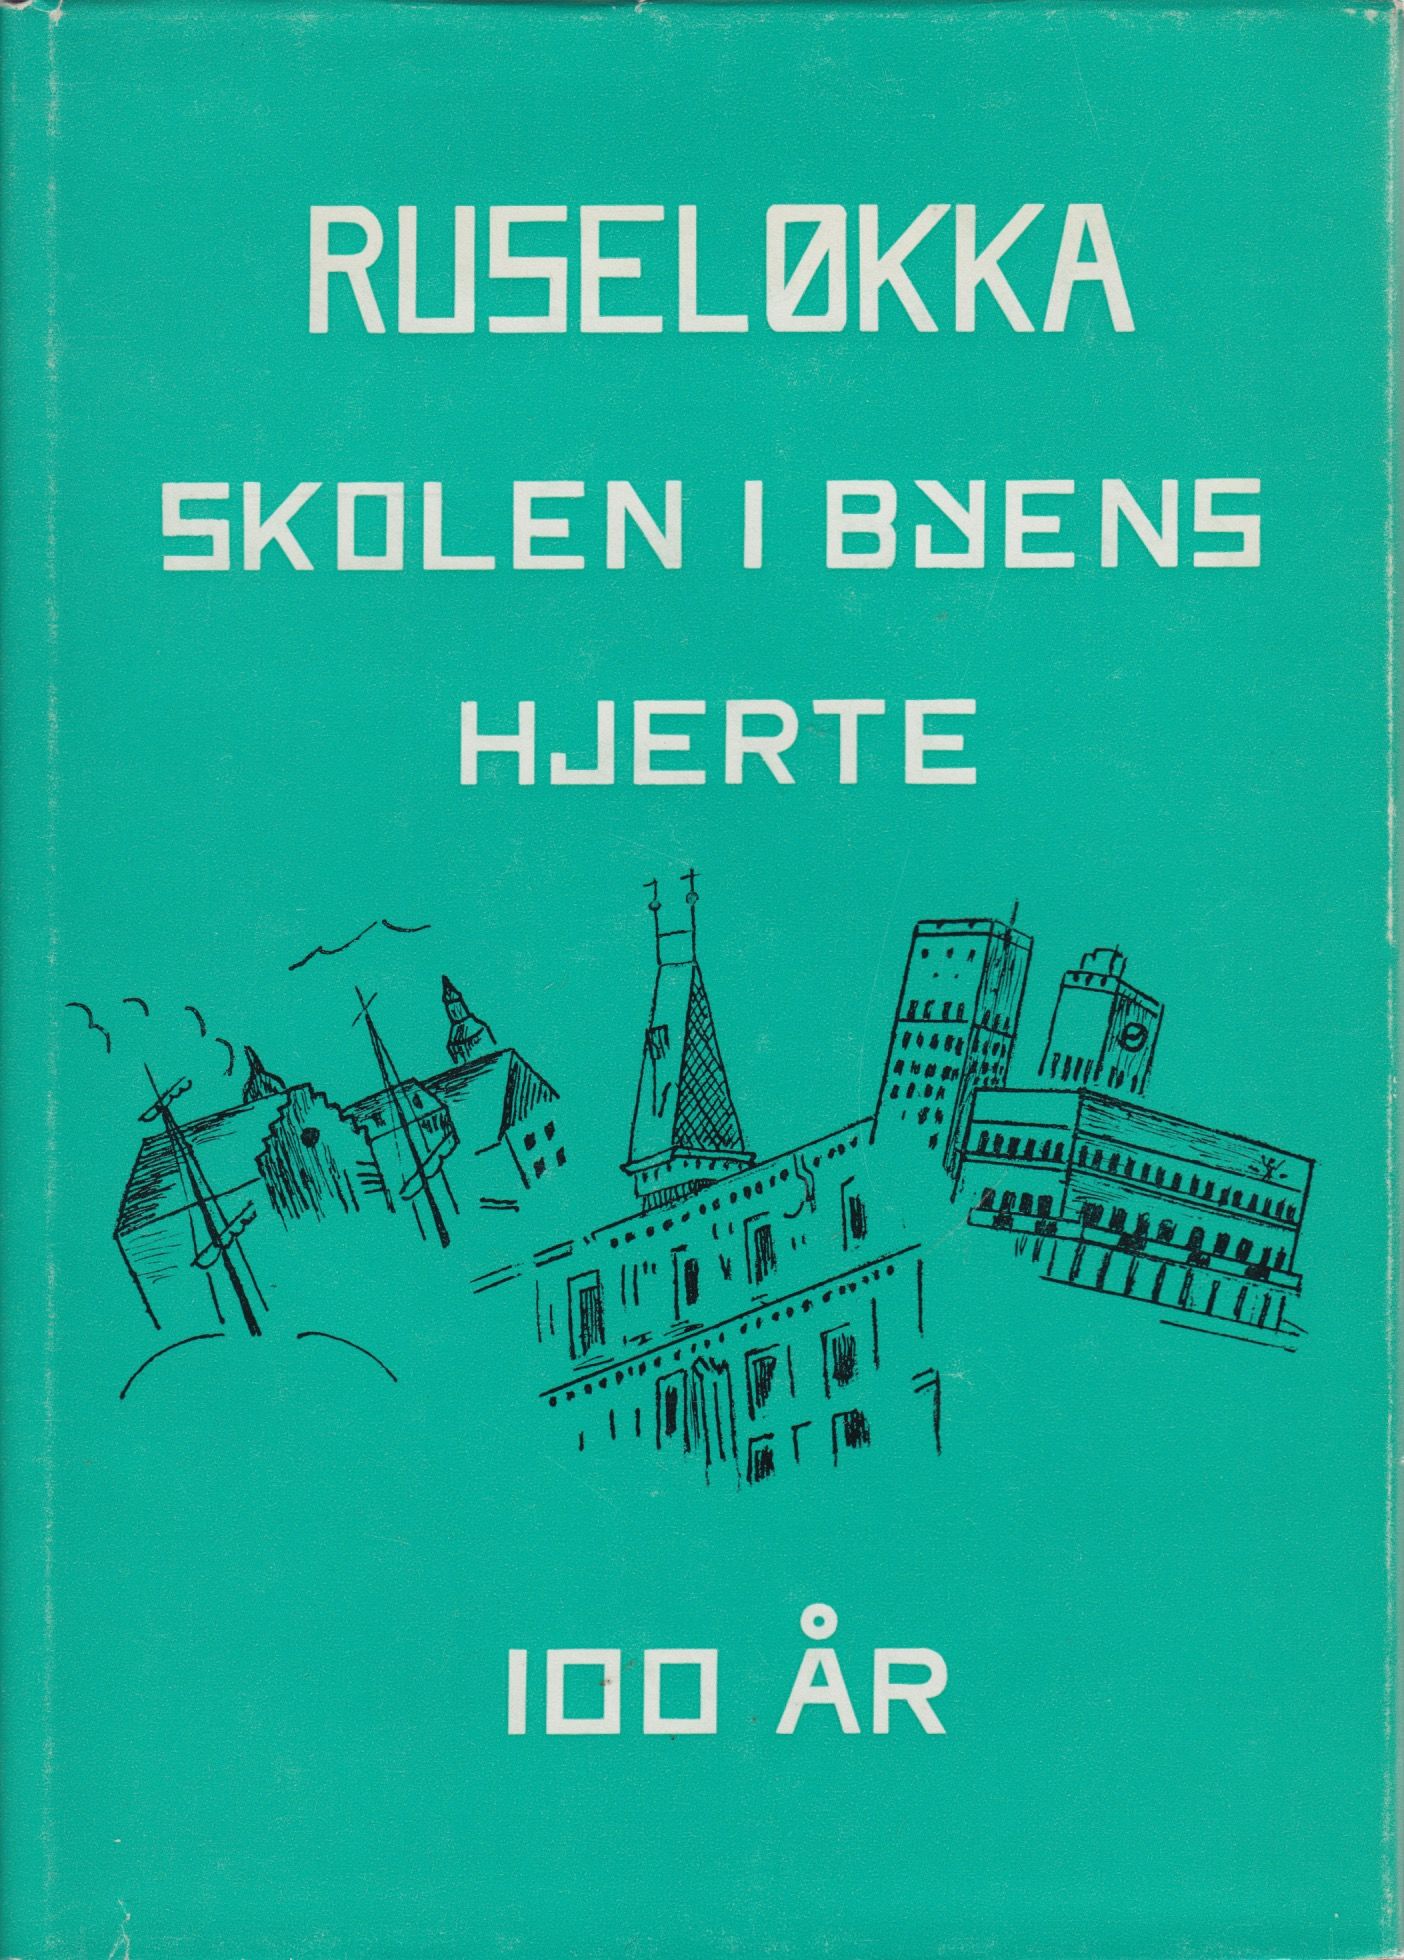 RUSELØKKA
SKOLEN I BYENS
HJERTE
100 ÅR